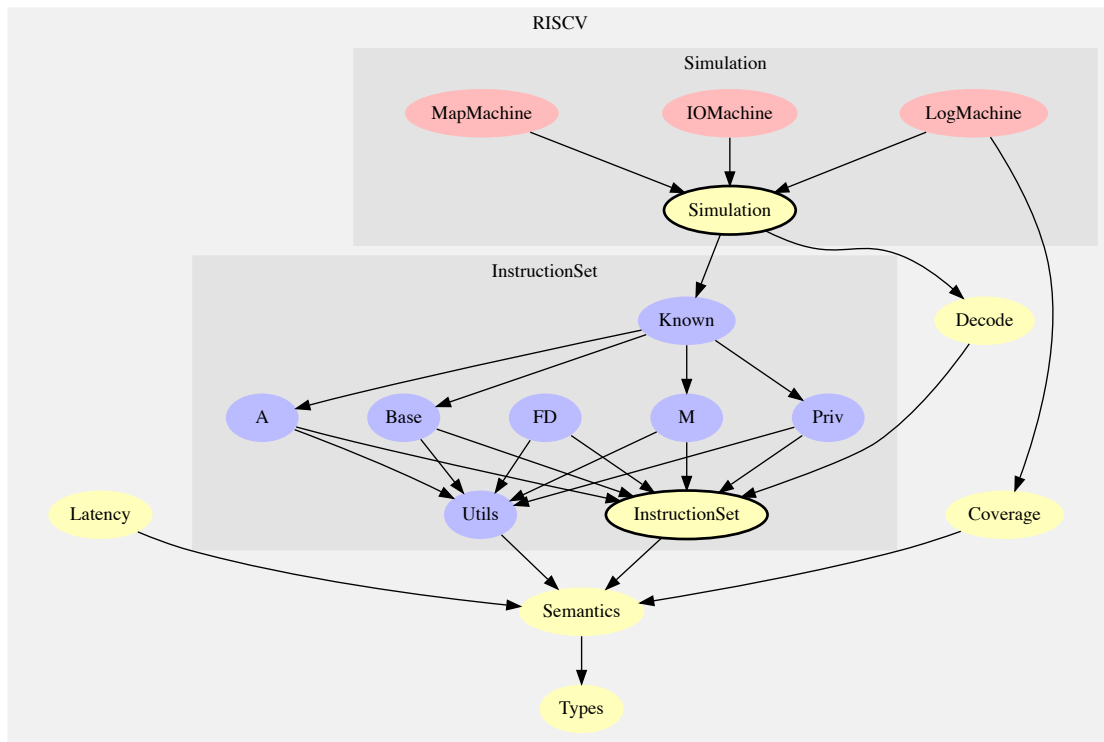 RISCV
Simulation
MapMachine
IOMachine
LogMachine
Simulation
InstructionSet
Known
Decode
A
Base
FD
M
Priv
Latency
Utils
InstructionSet
Coverage
Semantics
Types